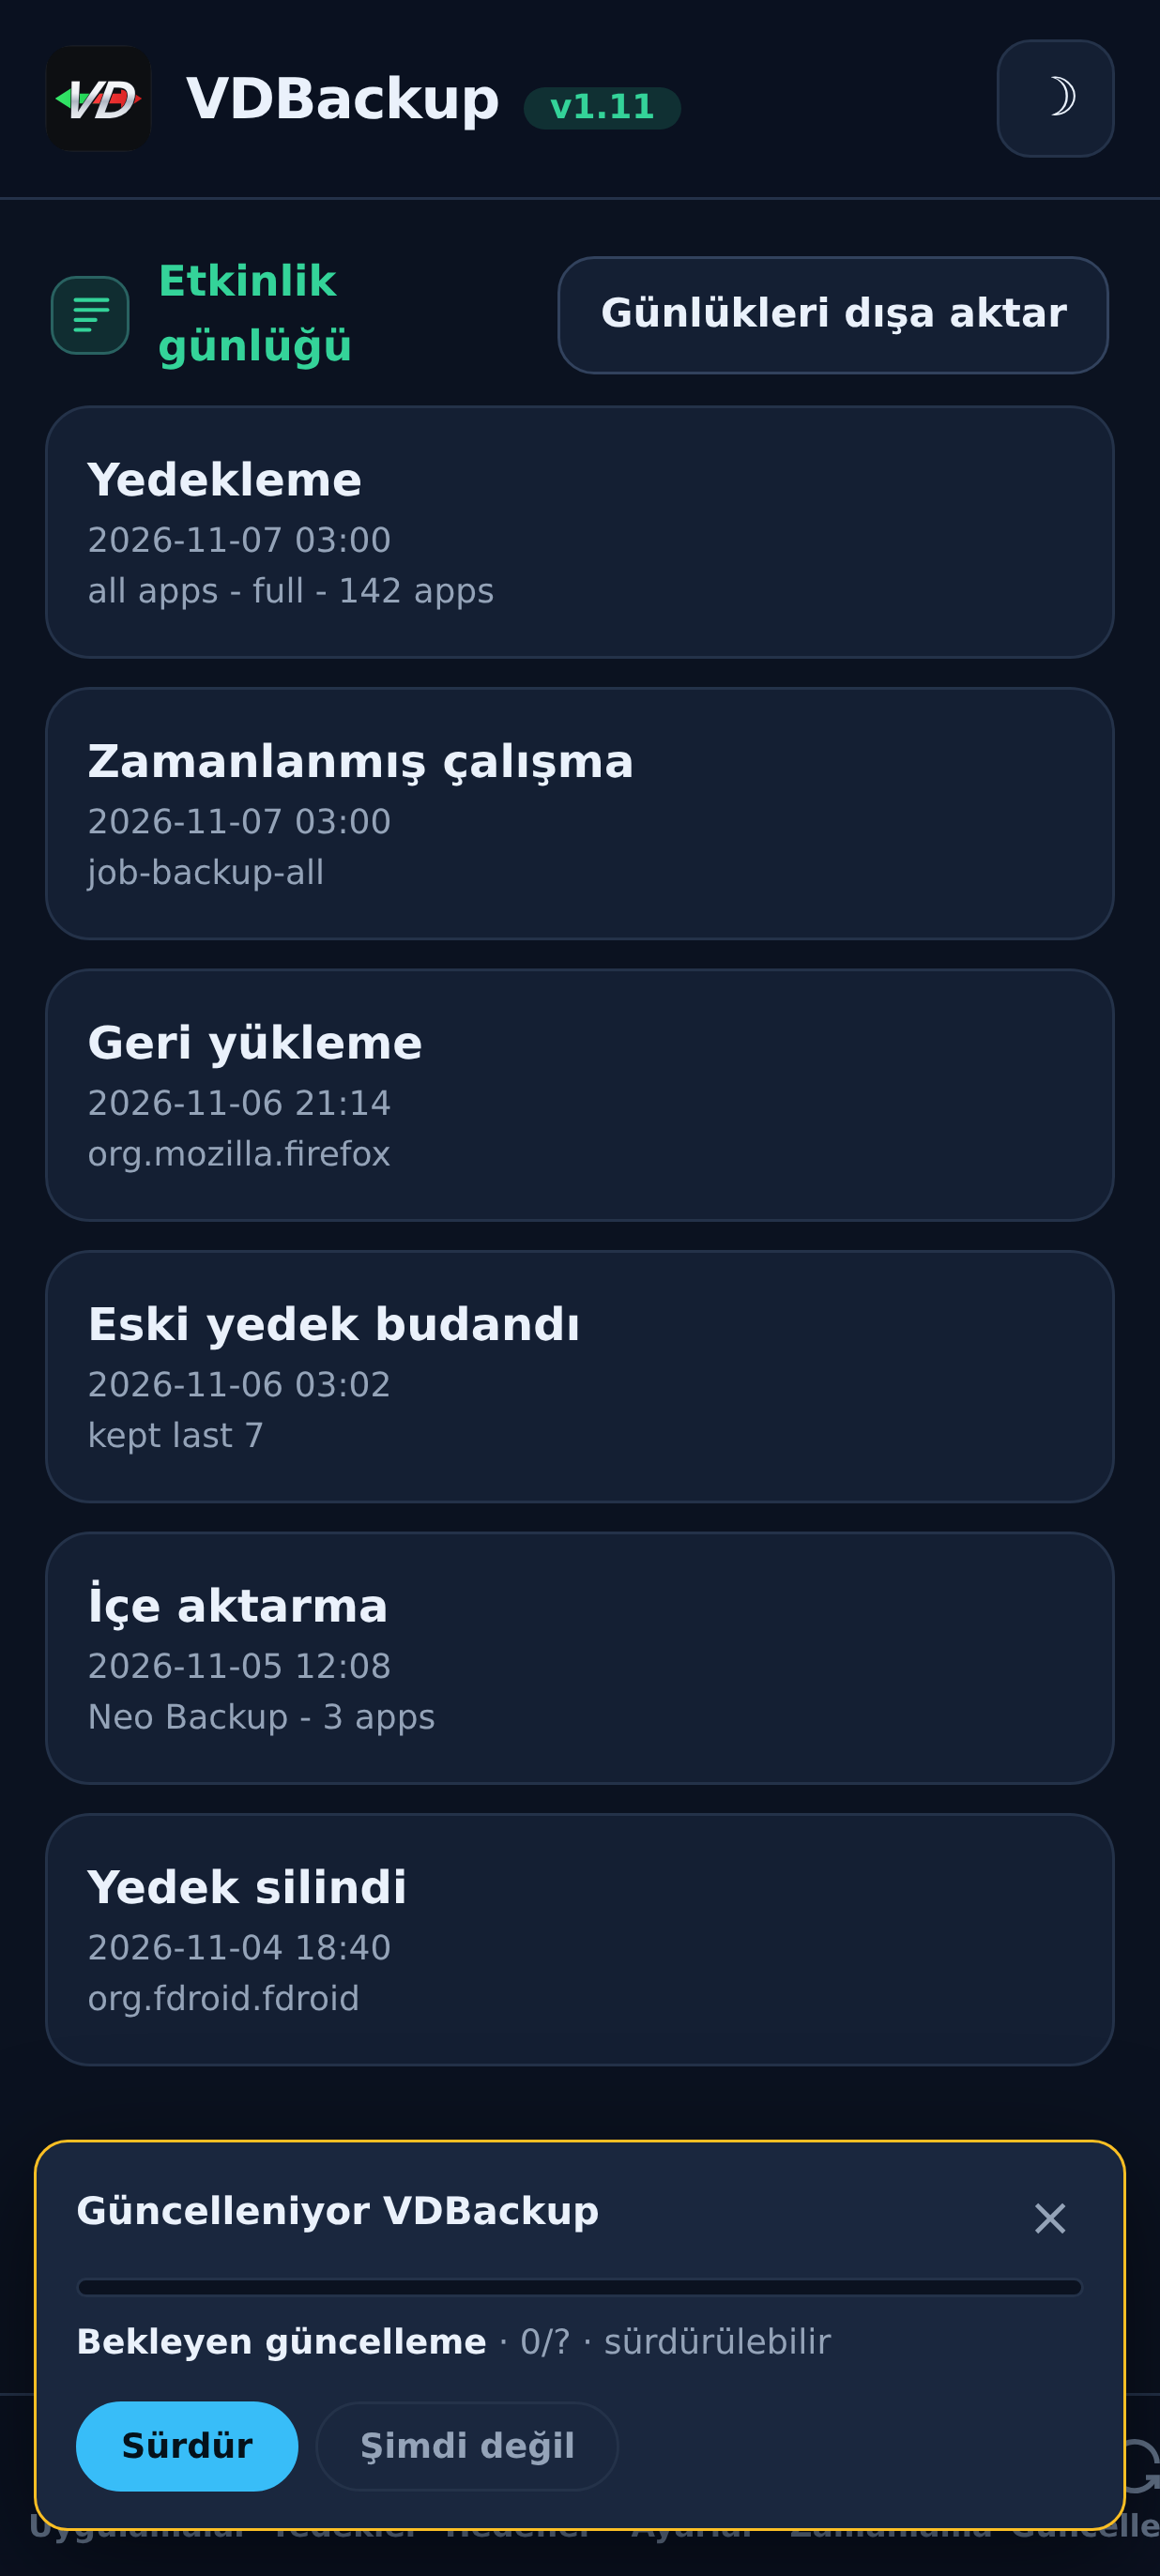 VD
VDBackup v1.11
☽
Etkinlik
günlüğü
Günlükleri dışa aktar
Yedekleme
2026-11-07 03:00
all apps - full - 142 apps
Zamanlanmış çalışma
2026-11-07 03:00
job-backup-all
Geri yükleme
2026-11-06 21:14
org.mozilla.firefox
Eski yedek budandı
2026-11-06 03:02
kept last 7
İçe aktarma
2026-11-05 12:08
Neo Backup - 3 apps
Yedek silindi
2026-11-04 18:40
org.fdroid.fdroid
Güncelleniyor VDBackup
×
Bekleyen güncelleme · 0/? · sürdürülebilir
Sürdür
Şimdi değil